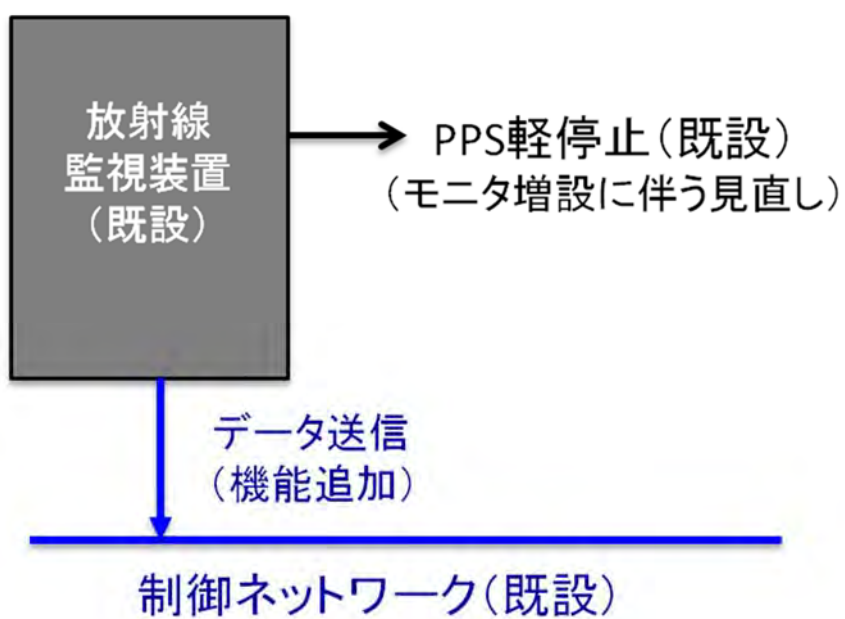 放射線
監視装置
(既設)
PPS軽停止(既設)
(モニタ増設に伴う見直し)
データ送信
(機能追加)
制御ネットワーク(既設)